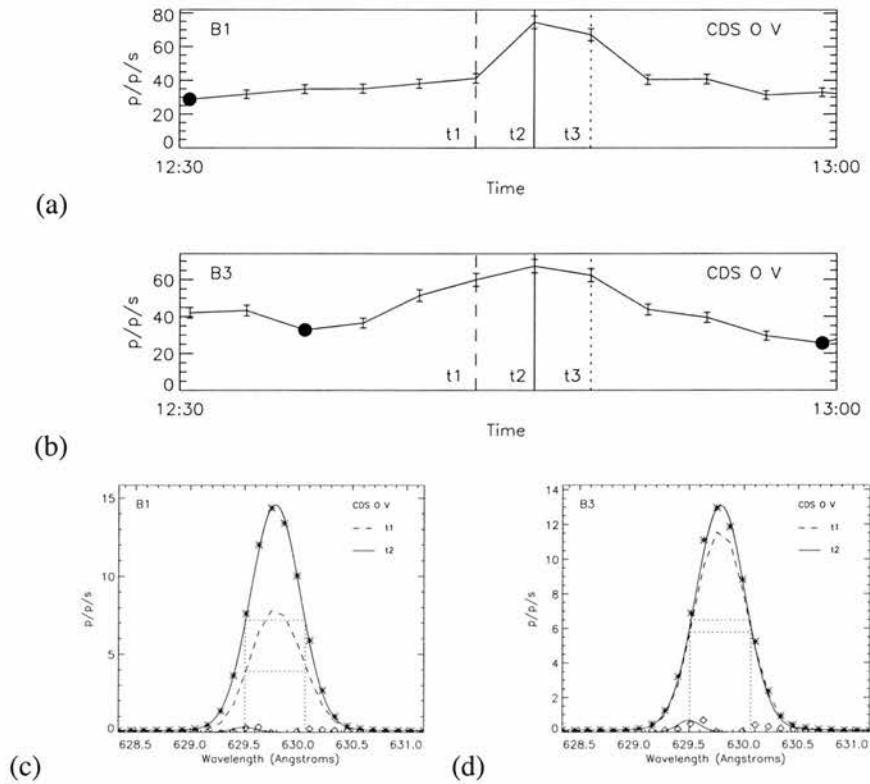 B1 CDS O V
80
60
40
20
0
p/p/s
t1 t2 t3
12:30 13:00
Time
(a)
B3 CDS O V
60
40
20
0
p/p/s
t1 t2 t3
12:30 13:00
Time
(b)
B1 CDS O V
t1
t2
15
10
5
0
p/p/s
628.5 629.0 629.5 630.0 630.5 631.0
Wavelength (Angstroms)
(c)
B3 CDS O V
t1
t2
14
12
10
8
6
4
2
0
p/p/s
628.5 629.0 629.5 630.0 630.5 631.0
Wavelength (Angstroms)
(d)